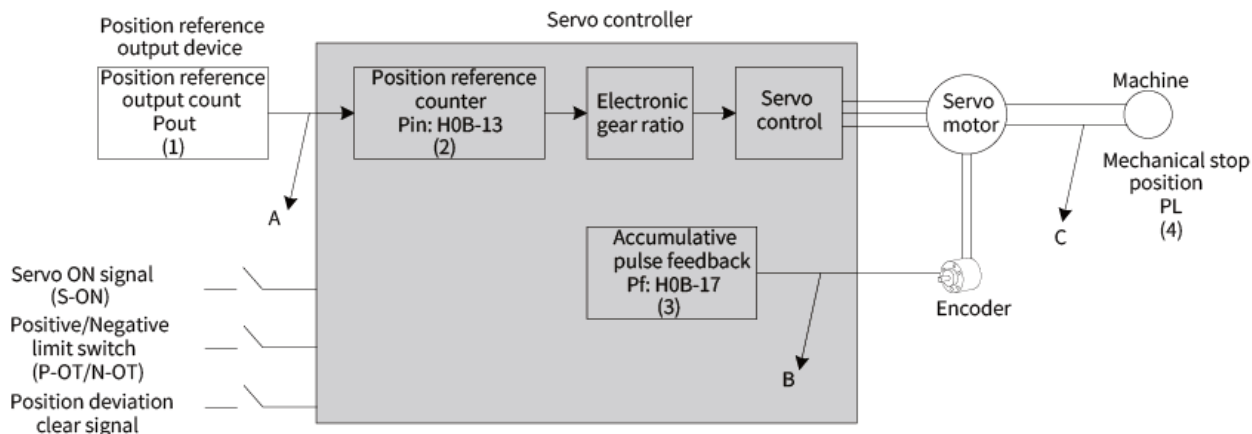 Servo controller
Position reference
output device
Position reference
output count
Pout
(1)
Position reference
counter
Pin: H0B-13
(2)
Electronic
gear ratio
Servo
control
Servo
motor
Machine
Mechanical stop
position
PL
(4)
A
C
Accumulative
pulse feedback
Pf: H0B-17
(3)
Encoder
B
Servo ON signal
(S-ON)
Positive/Negative
limit switch
(P-OT/N-OT)
Position deviation
clear signal